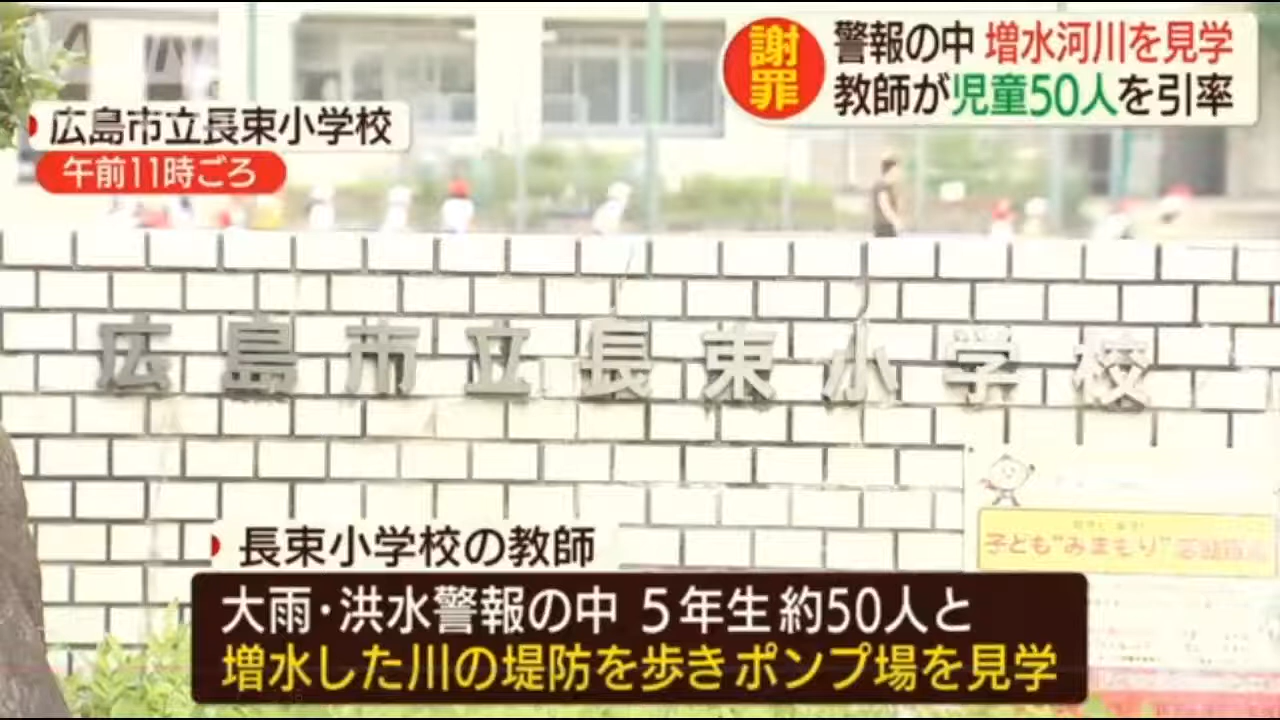 謝罪
警報の中 増水河川を見学
教師が児童50人を引率
広島市立長束小学校
午前11時ごろ
広島市立長束小学校
子ども“みまもり”
長束小学校の教師
大雨・洪水警報の中 5年生約50人と
増水した川の堤防を歩きポンプ場を見学